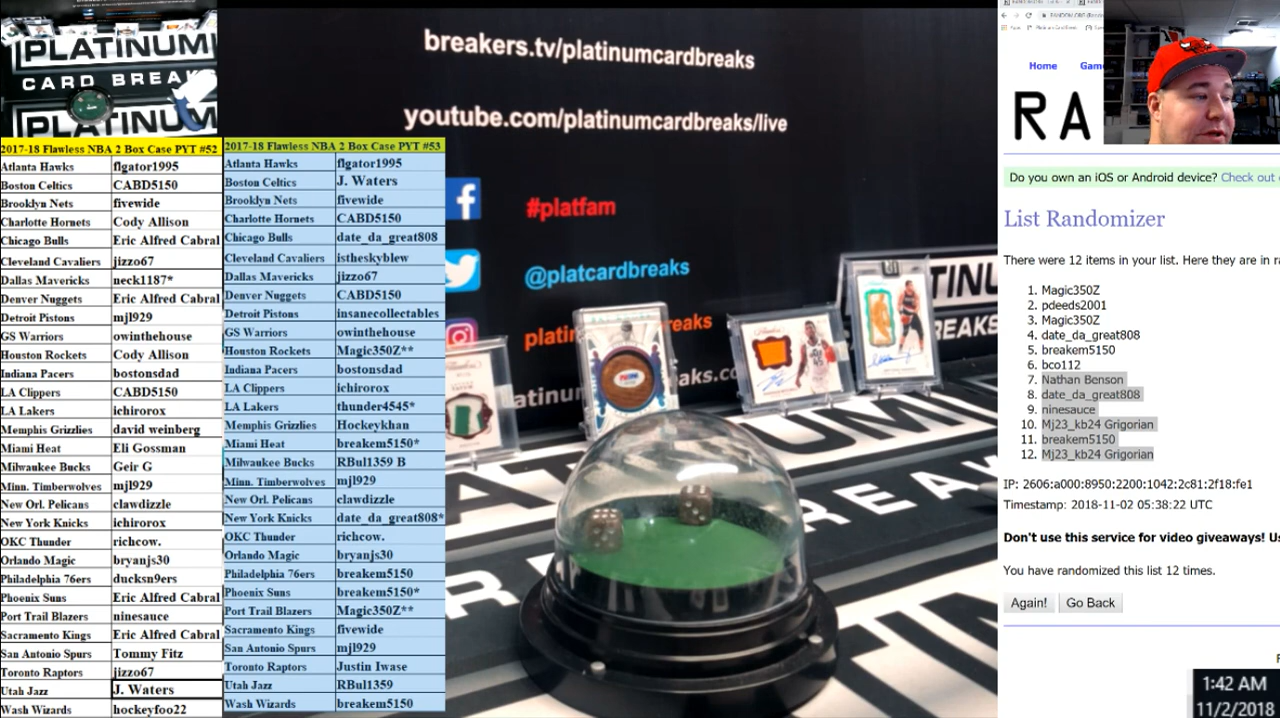 PLATINUM
CARD BREAK
PLATINUM
2017-18 Flawless NBA 2 Box Case PYT #52
Atlanta Hawks flgator1995
Boston Celtics CABD5150
Brooklyn Nets fivewide
Charlotte Hornets Cody Allison
Chicago Bulls Eric Alfred Cabral
Cleveland Cavaliers jizzo67
Dallas Mavericks neck1187*
Denver Nuggets Eric Alfred Cabral
Detroit Pistons mjl929
GS Warriors owinthehouse
Houston Rockets Cody Allison
Indiana Pacers bostonsdad
LA Clippers CABD5150
LA Lakers ichirorox
Memphis Grizzlies david weinberg
Miami Heat Eli Gossman
Milwaukee Bucks Geir G
Minn. Timberwolves mjl929
New Orl. Pelicans clawdizzle
New York Knicks ichirorox
OKC Thunder richcow.
Orlando Magic bryanjs30
Philadelphia 76ers ducksn9ers
Phoenix Suns Eric Alfred Cabral
Port Trail Blazers ninesauce
Sacramento Kings Eric Alfred Cabral
San Antonio Spurs Tommy Fitz
Toronto Raptors jizzo67
Utah Jazz J. Waters
Wash Wizards hockeyfoo22
2017-18 Flawless NBA 2 Box Case PYT #53
Atlanta Hawks flgator1995
Boston Celtics J. Waters
Brooklyn Nets fivewide
Charlotte Hornets CABD5150
Chicago Bulls date_da_great808
Cleveland Cavaliers istheskyblew
Dallas Mavericks jizzo67
Denver Nuggets CABD5150
Detroit Pistons insanecollectables
GS Warriors owinthehouse
Houston Rockets Magic350Z**
Indiana Pacers bostonsdad
LA Clippers ichirorox
LA Lakers thunder4545*
Memphis Grizzlies Hockeykhan
Miami Heat breakem5150*
Milwaukee Bucks RBul1359 B
Minn. Timberwolves mjl929
New Orl. Pelicans clawdizzle
New York Knicks date_da_great808*
OKC Thunder richcow.
Orlando Magic bryanjs30
Philadelphia 76ers breakem5150
Phoenix Suns breakem5150*
Port Trail Blazers Magic350Z**
Sacramento Kings fivewide
San Antonio Spurs mjl929
Toronto Raptors Justin Iwase
Utah Jazz RBul1359
Wash Wizards breakem5150
breakers.tv/platinumcardbreaks
youtube.com/platinumcardbreaks/live
#platfam
@platcardbreaks
platin reaks
latinum ks.co
TINUM
BREAKS
Home Gam
RA
Do you own an iOS or Android device? Check out
List Randomizer
There were 12 items in your list. Here they are in ra
1. Magic350Z
2. pdeeds2001
3. Magic350Z
4. date_da_great808
5. breakem5150
6. bco112
7. Nathan Benson
8. date_da_great808
9. ninesauce
10. Mj23_kb24 Grigorian
11. breakem5150
12. Mj23_kb24 Grigorian
IP: 2606:a000:8950:2200:1042:2c81:2f18:fe1
Timestamp: 2018-11-02 05:38:22 UTC
Don't use this service for video giveaways! Us
You have randomized this list 12 times.
Again! Go Back
1:42 AM
11/2/2018